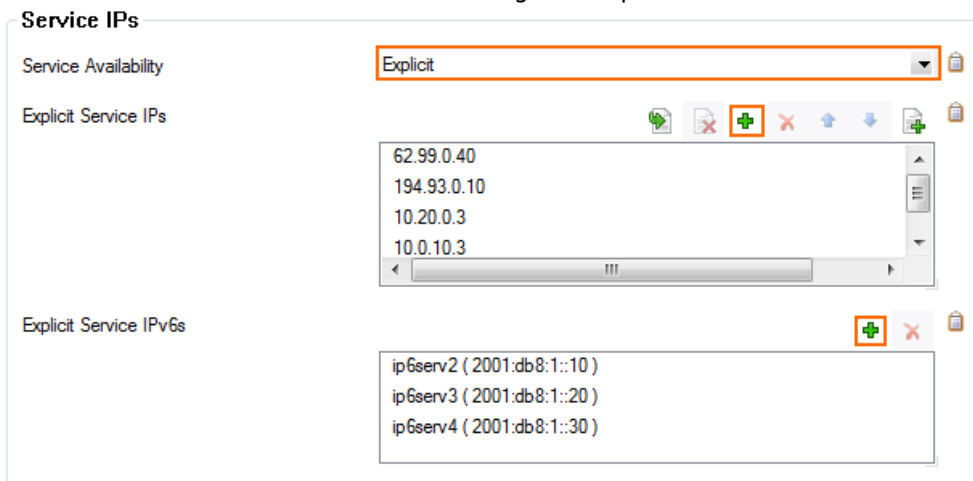 Service IPs
Service Availability
Explicit
Explicit Service IPs
62.99.0.40
194.93.0.10
10.20.0.3
10.0.10.3
Explicit Service IPv6s
ip6serv2 ( 2001:db8:1::10 )
ip6serv3 ( 2001:db8:1::20 )
ip6serv4 ( 2001:db8:1::30 )